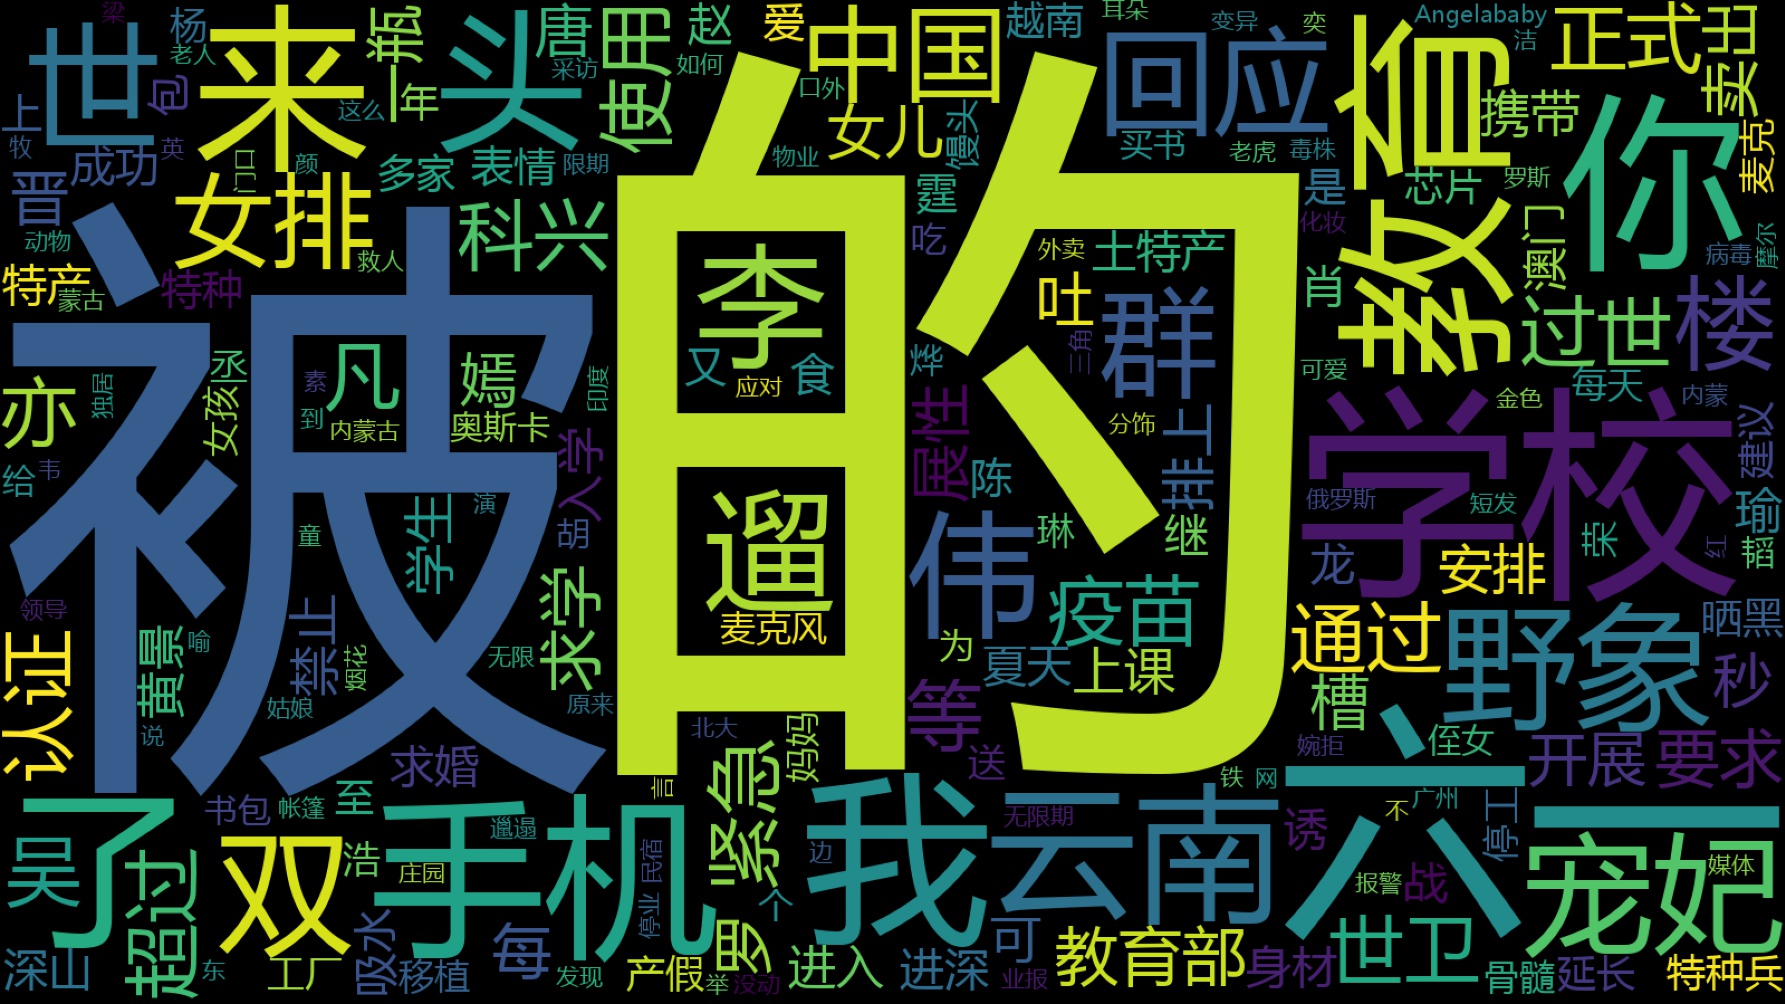 的
被
了
来
世
头
中国
回应
教育
你
正式
卖出
携带
女排
科兴
一瓶
年
使用
唐
赵
爱
越南
耳朵
变异
奕
Angelababy
洁
梁
杨
老人
包
上
牧
成功
英
这么
采访
如何
口外
女儿
馒头
买书
老虎
毒株
麦克
晋
门口
颜
多家
表情
限期
物业
霆
是
芯片
罗斯
澳门
动物
救人
吃
外卖
土特产
化妆
病毒
摩尔
特产
蒙古
特种
李
吐
群
肖
过世
楼
丞
素
凡
嫣
印度
又
应对
食
烨
三角
可爱
每天
金色
内蒙
亦
独居
女孩
到
内蒙古
奥斯卡
展性
分饰
排上
学校
建议
给
韦
入学
陈
俄罗斯
短发
瑜
学生
演
胡
遛
伟
琳
继
龙
安排
荣
红
韬
童
领导
禁止
烟花
求学
麦克风
疫苗
通过
野象
晒黑
认证
黄景
喻
无限
为
夏天
上课
秒
说
姑娘
原来
等
槽
侄女
北大
妈妈
送
婉拒
开展
要求
求婚
紧急
铁
网
六一
吴
书包
帐篷
至
言
我
云南
无限期
不
广州
停工
宠妃
媒体
超过
双
浩
手机
邋遢
庄园
民宿
边
诱
报警
战
深山
东
工厂
吸水
移植
每
发现
停业
个
罗
产假
举
没动
进入
进深
可
业报
教育部
身材
世卫
骨髓
延长
特种兵